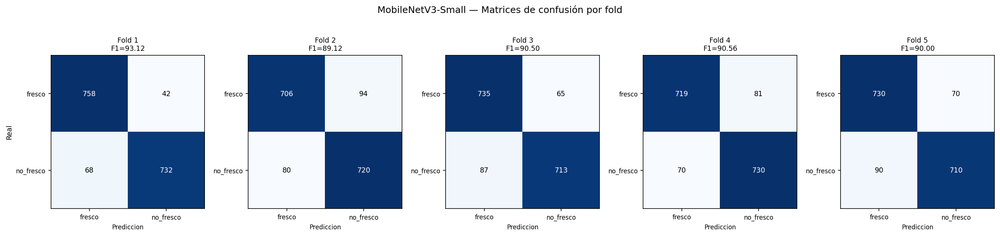 MobileNetV3-Small — Matrices de confusión por fold
Fold 1
F1=93.12
fresco
758
42
Real
no_fresco
68
732
fresco
no_fresco
Prediccion
Fold 2
F1=89.12
fresco
706
94
no_fresco
80
720
fresco
no_fresco
Prediccion
Fold 3
F1=90.50
fresco
735
65
no_fresco
87
713
fresco
no_fresco
Prediccion
Fold 4
F1=90.56
fresco
719
81
no_fresco
70
730
fresco
no_fresco
Prediccion
Fold 5
F1=90.00
fresco
730
70
no_fresco
90
710
fresco
no_fresco
Prediccion